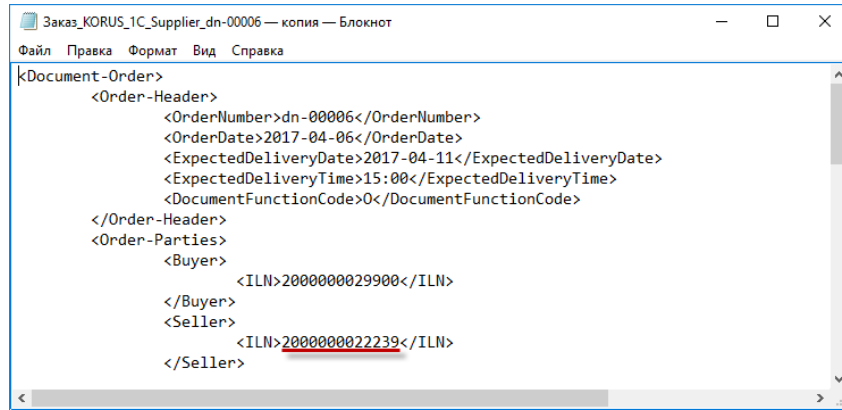 Заказ_KORUS_1C_Supplier_dn-00006 — копия — Блокнот
Файл Правка Формат Вид Справка
<Document-Order>
<Order-Header>
<OrderNumber>dn-00006</OrderNumber>
<OrderDate>2017-04-06</OrderDate>
<ExpectedDeliveryDate>2017-04-11</ExpectedDeliveryDate>
<ExpectedDeliveryTime>15:00</ExpectedDeliveryTime>
<DocumentFunctionCode>O</DocumentFunctionCode>
</Order-Header>
<Order-Parties>
<Buyer>
<ILN>2000000029900</ILN>
</Buyer>
<Seller>
<ILN>2000000022239</ILN>
</Seller>